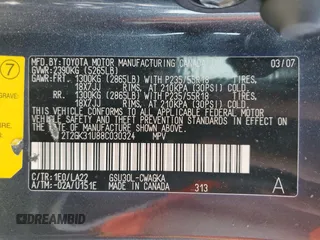 MFD. BY: TOYOTA MOTOR MANUFACTURING CANADA 03/07
GVWR: 2390KG (5265LB)
GAWR: FRT. 1300KG (2865LB) WITH P235/55R18
18X7JJ RIMS, AT 210KPA (30PSI) COLD
RR. 1300KG (2865LB) WITH P235/55R18
18X7JJ RIMS, AT 210KPA (30PSI) COLD
THIS VEHICLE CONFORMS TO ALL APPLICABLE FEDERAL MOTOR
VEHICLE SAFETY, BUMPER AND THEFT
PREVENTION STANDARDS IN EFFECT ON THE DATE OF
MANUFACTURE SHOWN ABOVE.
2T2GK31U88C030324 MPV
C/TR: 1E0/LA22 GSU30L-CWAGKA
A/TM: -02A/U151E MADE IN CANADA 313 A
7
GRAVE.